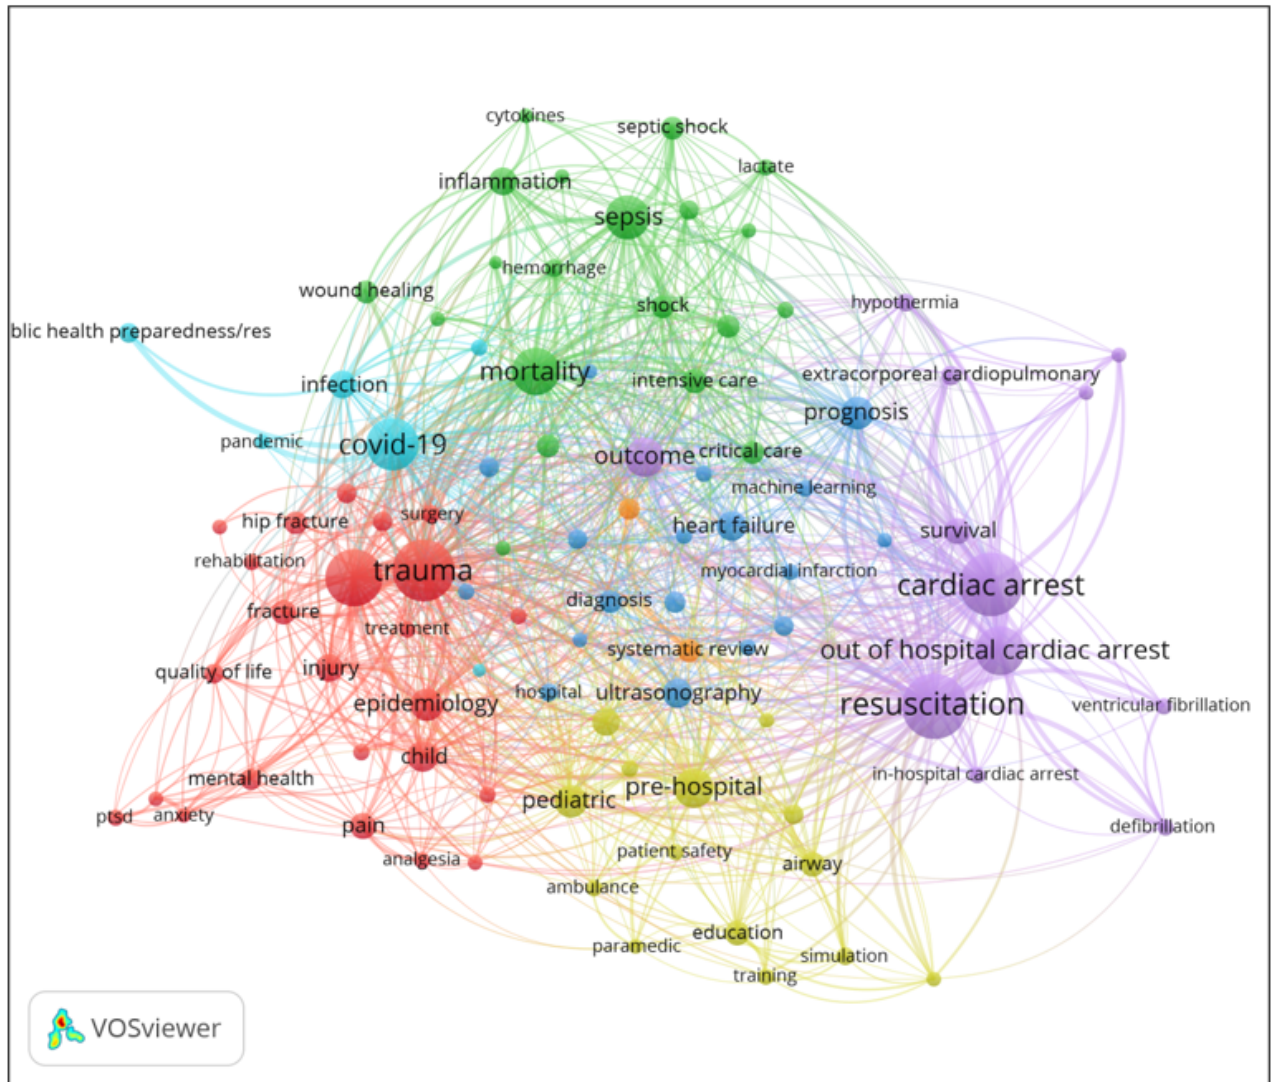 cytokines
septic shock
lactate
inflammation
sepsis
hemorrhage
wound healing
shock
hypothermia
blic health preparedness/res
mortality
intensive care
extracorporeal cardiopulmonary
infection
prognosis
pandemic
covid-19
outcome
critical care
machine learning
surgery
hip fracture
heart failure
survival
rehabilitation
trauma
myocardial infarction
cardiac arrest
fracture
diagnosis
treatment
systematic review
out of hospital cardiac arrest
quality of life
injury
epidemiology
hospital
ultrasonography
resuscitation
ventricular fibrillation
child
mental health
in-hospital cardiac arrest
pediatric
pre-hospital
ptsd
anxiety
pain
defibrillation
analgesia
patient safety
airway
ambulance
education
paramedic
simulation
training
VOSviewer